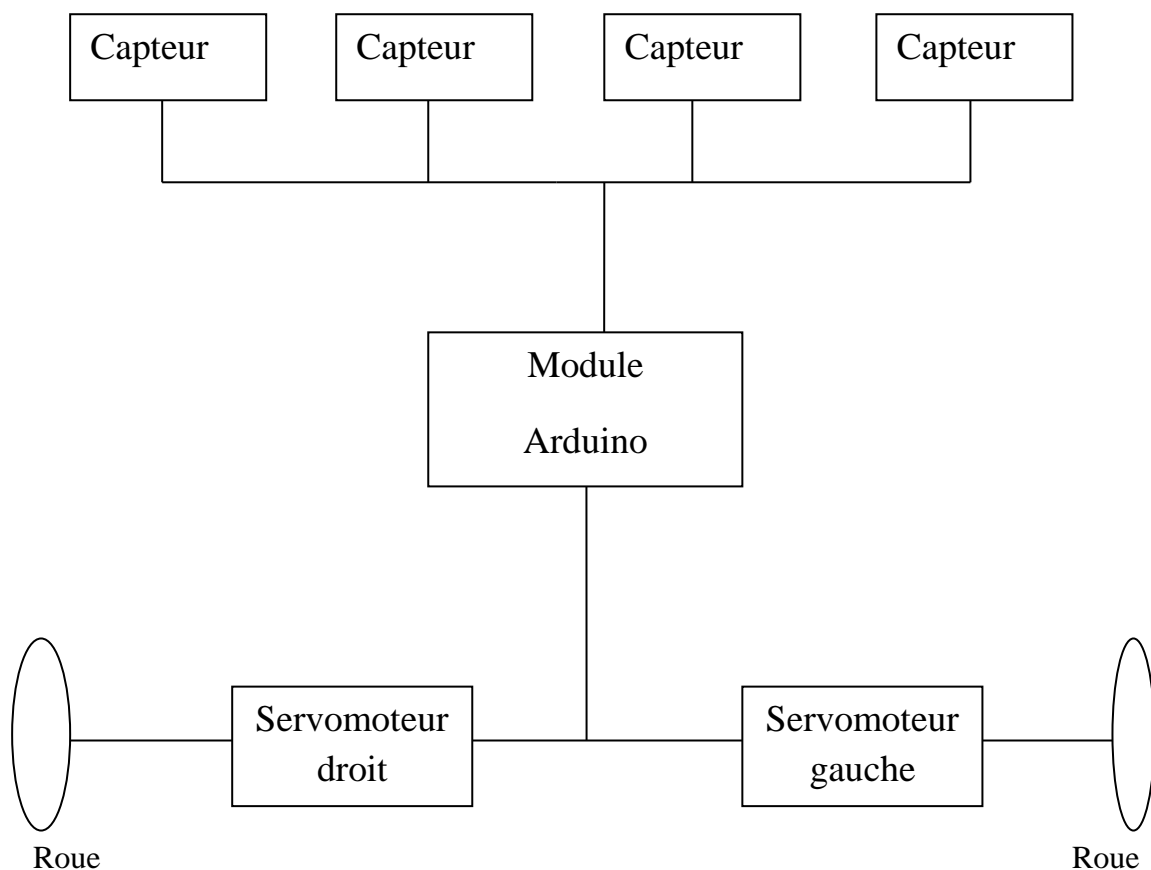 Capteur
Capteur
Capteur
Capteur
Module
Arduino
Servomoteur
droit
Servomoteur
gauche
Roue
Roue